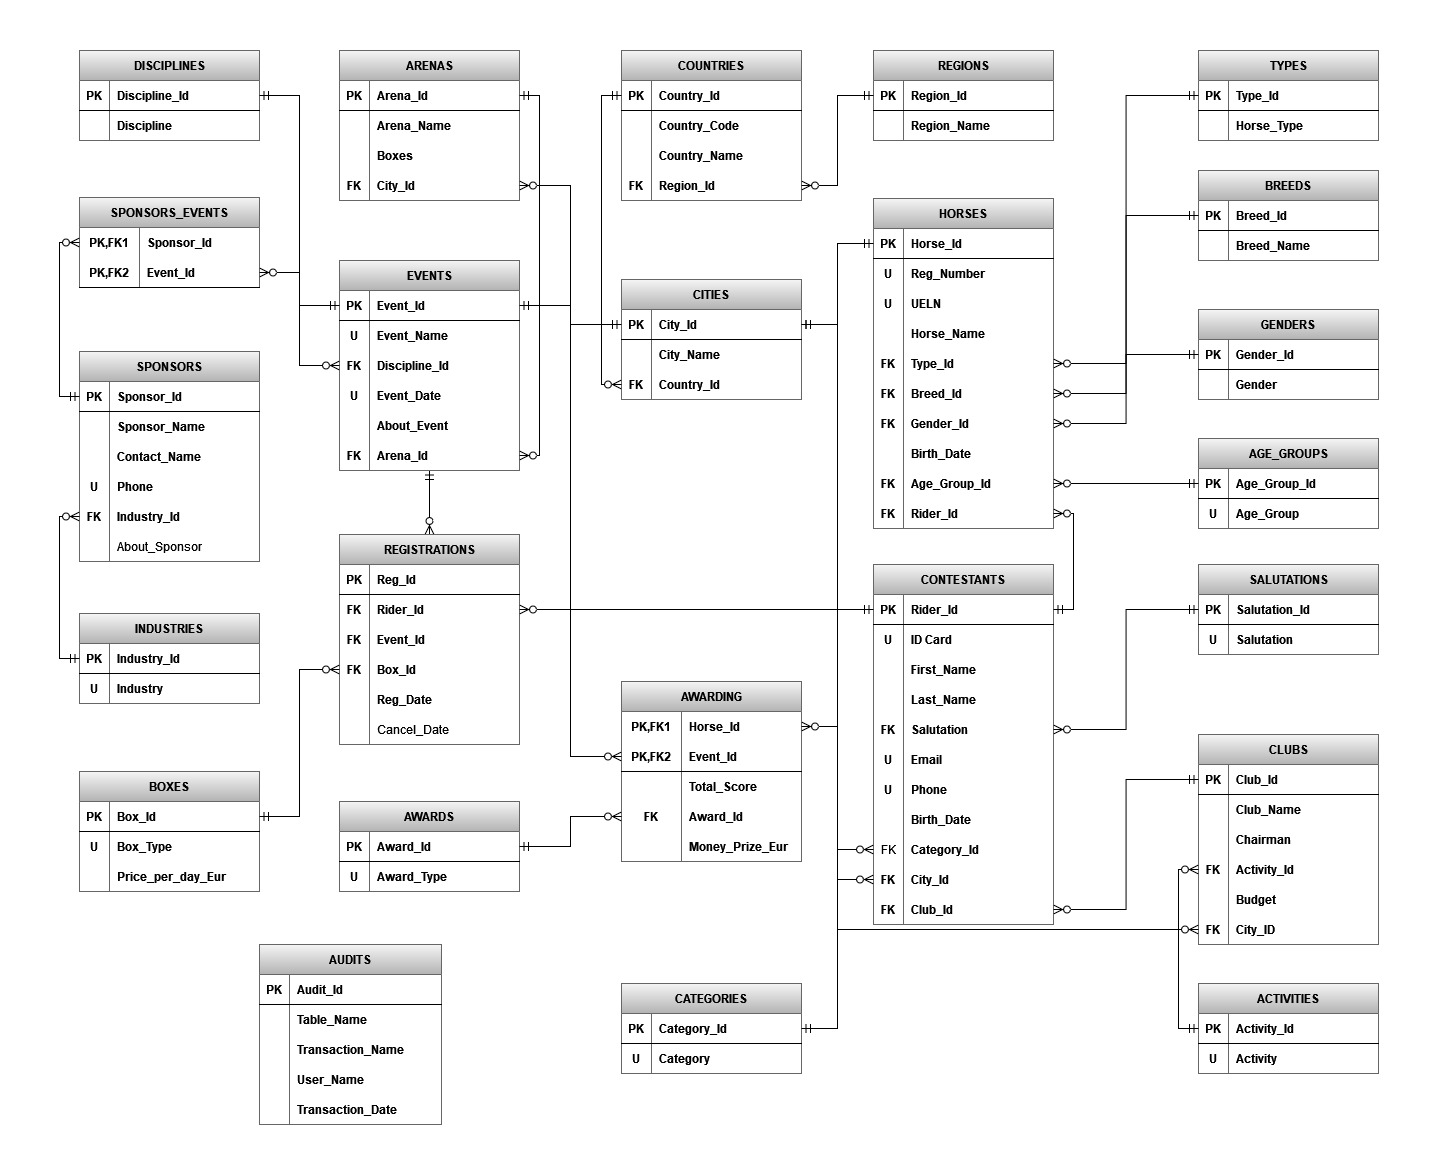 DISCIPLINES
PK Discipline_Id
Discipline
ARENAS
PK Arena_Id
Arena_Name
Boxes
FK City_Id
COUNTRIES
PK Country_Id
Country_Code
Country_Name
FK Region_Id
REGIONS
PK Region_Id
Region_Name
TYPES
PK Type_Id
Horse_Type
SPONSORS_EVENTS
PK,FK1 Sponsor_Id
PK,FK2 Event_Id
EVENTS
PK Event_Id
U Event_Name
FK Discipline_Id
U Event_Date
About_Event
FK Arena_Id
CITIES
PK City_Id
City_Name
FK Country_Id
HORSES
PK Horse_Id
U Reg_Number
U UELN
Horse_Name
FK Type_Id
FK Breed_Id
FK Gender_Id
Birth_Date
FK Age_Group_Id
FK Rider_Id
BREEDS
PK Breed_Id
Breed_Name
GENDERS
PK Gender_Id
Gender
AGE_GROUPS
PK Age_Group_Id
U Age_Group
SPONSORS
PK Sponsor_Id
Sponsor_Name
Contact_Name
U Phone
FK Industry_Id
About_Sponsor
REGISTRATIONS
PK Reg_Id
FK Rider_Id
FK Event_Id
FK Box_Id
Reg_Date
Cancel_Date
CONTESTANTS
PK Rider_Id
U ID Card
First_Name
Last_Name
FK Salutation
U Email
U Phone
Birth_Date
FK Category_Id
FK City_Id
FK Club_Id
SALUTATIONS
PK Salutation_Id
U Salutation
INDUSTRIES
PK Industry_Id
U Industry
AWARDING
PK,FK1 Horse_Id
PK,FK2 Event_Id
Total_Score
FK Award_Id
Money_Prize_Eur
CLUBS
PK Club_Id
Club_Name
Chairman
FK Activity_Id
Budget
FK City_ID
BOXES
PK Box_Id
U Box_Type
Price_per_day_Eur
AWARDS
PK Award_Id
U Award_Type
AUDITS
PK Audit_Id
Table_Name
Transaction_Name
User_Name
Transaction_Date
CATEGORIES
PK Category_Id
U Category
ACTIVITIES
PK Activity_Id
U Activity